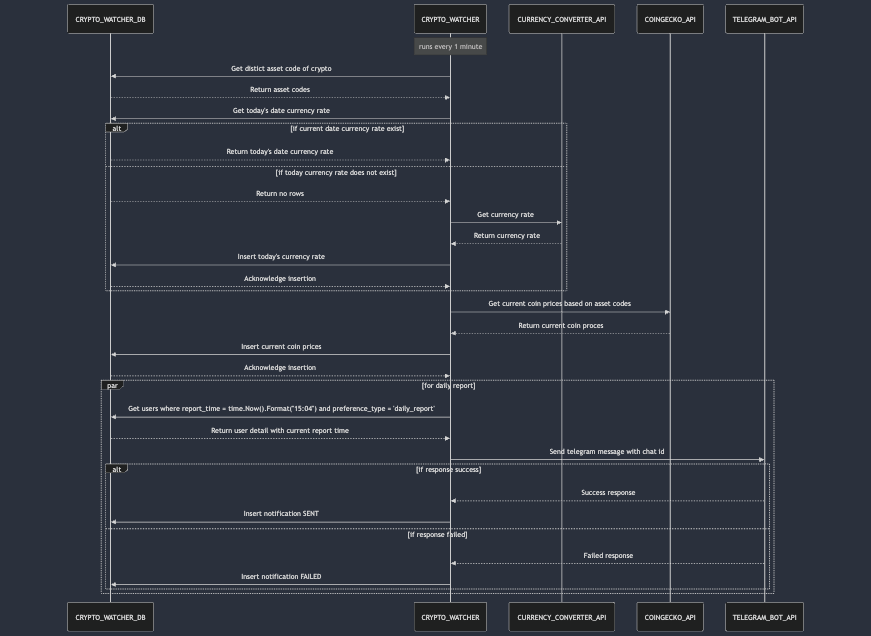 CRYPTO_WATCHER_DB CRYPTO_WATCHER CURRENCY_CONVERTER_API COINGECKO_API TELEGRAM_BOT_API
runs every 1 minute
Get distict asset code of crypto
Return asset codes
Get today's date currency rate
alt [if current date currency rate exist]
Return today's date currency rate
[if today currency rate does not exist]
Return no rows
Get currency rate
Return currency rate
Insert today's currency rate
Acknowledge insertion
Get current coin prices based on asset codes
Return current coin proces
Insert current coin prices
Acknowledge insertion
par [for daily report]
Get users where report_time = time.Now().Format("15:04") and preference_type = 'daily_report'
Return user detail with current report time
Send telegram message with chat id
alt [if response success]
Success response
Insert notification SENT
[if response failed]
Failed response
Insert notification FAILED
CRYPTO_WATCHER_DB CRYPTO_WATCHER CURRENCY_CONVERTER_API COINGECKO_API TELEGRAM_BOT_API